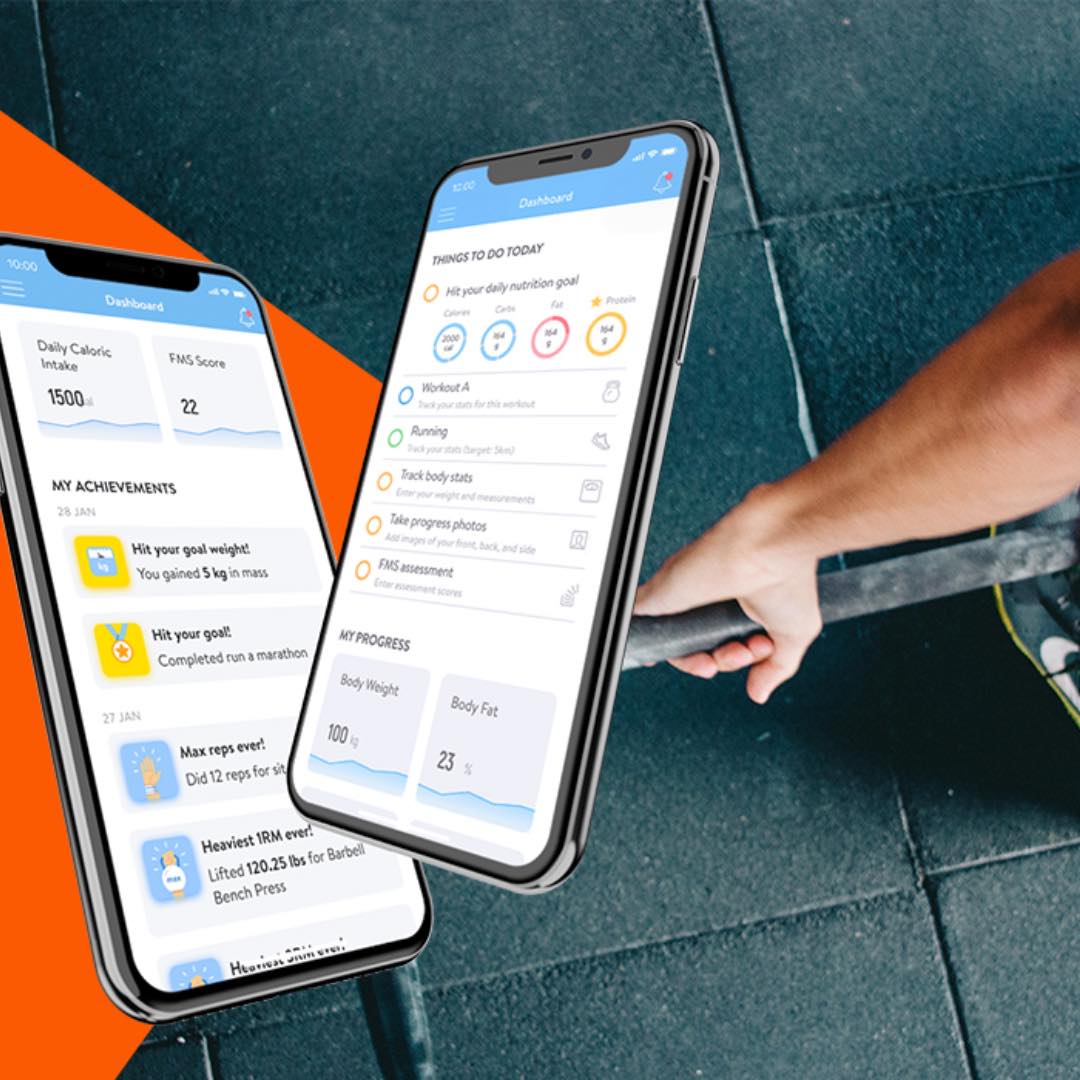 10:00
Dashboard
Daily Caloric
Intake
1500
FMS Score
22
MY ACHIEVEMENTS
28 JAN
Hit your goal weight!
You gained 5 kg in mass
Hit your goal!
Completed run a marathon
27 JAN
Max reps ever!
Did 12 reps for sit
Heaviest 1RM ever!
Lifted 120.25 lbs for Barbell
Bench Press
max
kg
10:00
Dashboard
THINGS TO DO TODAY
Hit your daily nutrition goal
Calories Carbs Fat Protein
2000 cal
164 g
164 g
164 g
Workout A
Track your stats for this workout
Running
Track your stats (target: 5km)
Track body stats
Enter your weight and measurements
Take progress photos
Add images of your front, back, and side
FMS assessment
Enter assessment scores
MY PROGRESS
Body Weight
100 kg
Body Fat
23 %